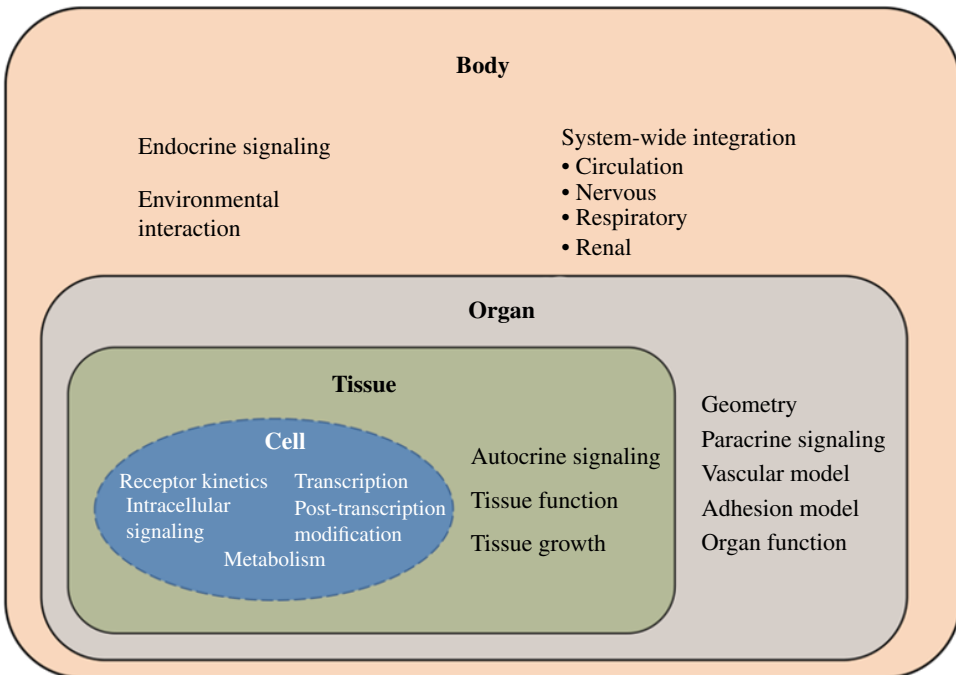 Body
Endocrine signaling
Environmental
interaction
System-wide integration
• Circulation
• Nervous
• Respiratory
• Renal
Organ
Tissue
Cell
Receptor kinetics
Intracellular
signaling
Transcription
Post-transcription
modification
Metabolism
Autocrine signaling
Tissue function
Tissue growth
Geometry
Paracrine signaling
Vascular model
Adhesion model
Organ function